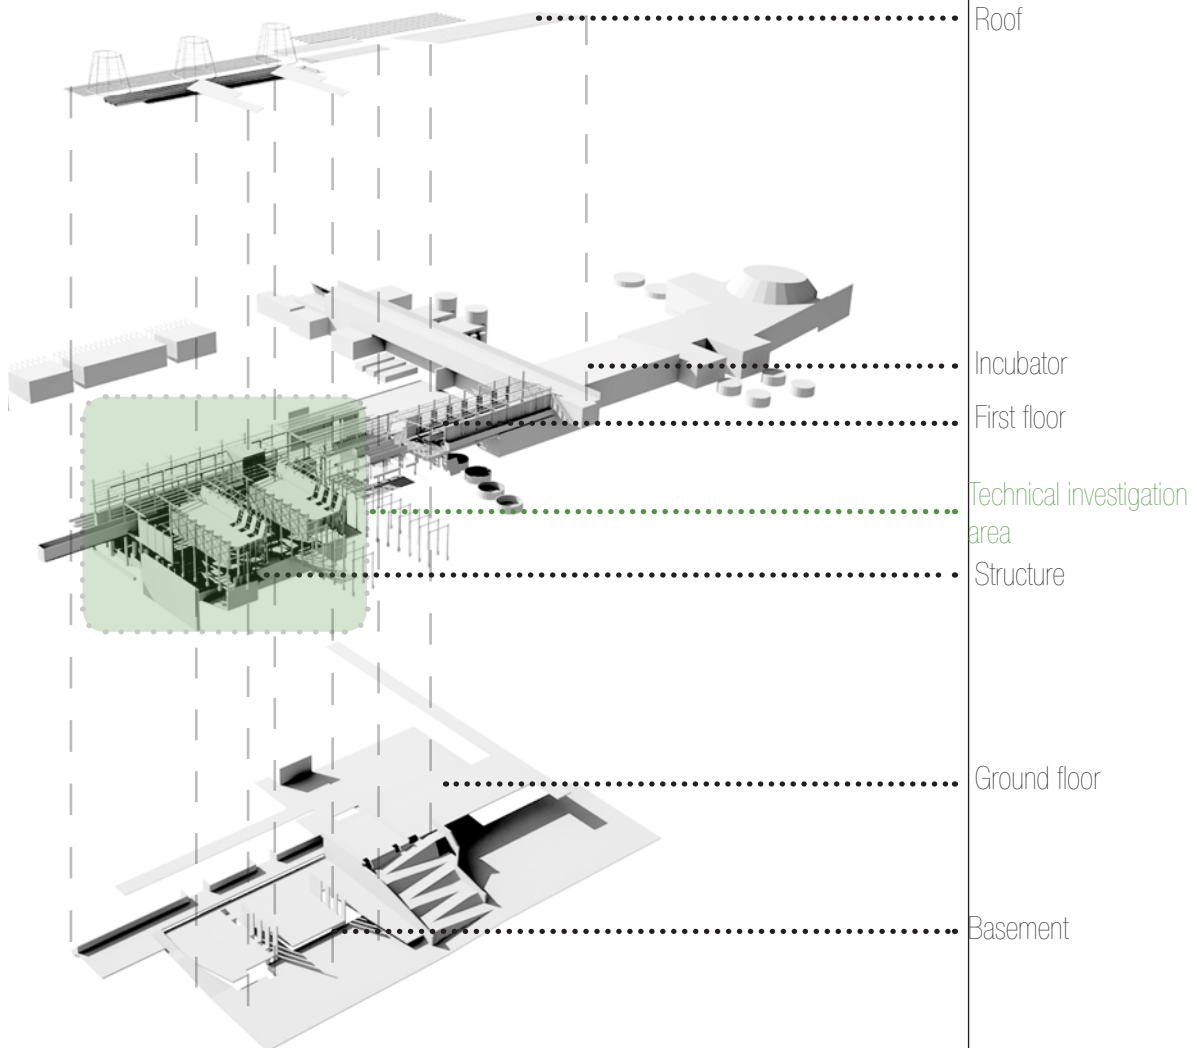 Roof
Incubator
First floor
Technical investigation
area
Structure
Ground floor
Basement